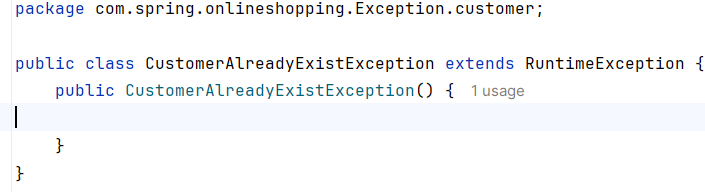 package com.spring.onlineshopping.Exception.customer;
public class CustomerAlreadyExistException extends RuntimeException {
public CustomerAlreadyExistException() { 1 usage
}
}